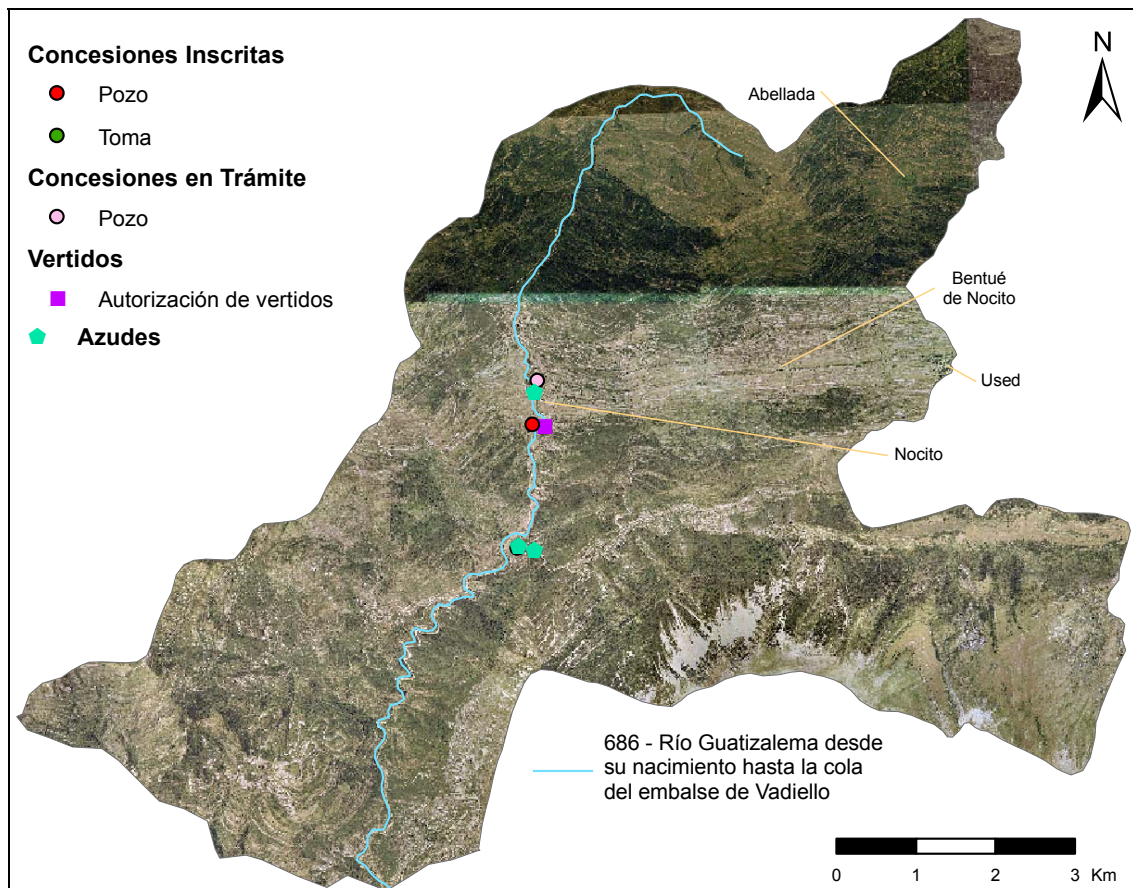 Concesiones Inscritas
Pozo
Toma
Concesiones en Trámite
Pozo
Vertidos
Autorización de vertidos
Azudes
N
Abellada
Bentué
de Nocito
Used
Nocito
686 - Río Guatizalema desde
su nacimiento hasta la cola
del embalse de Vadiello
0 1 2 3 Km